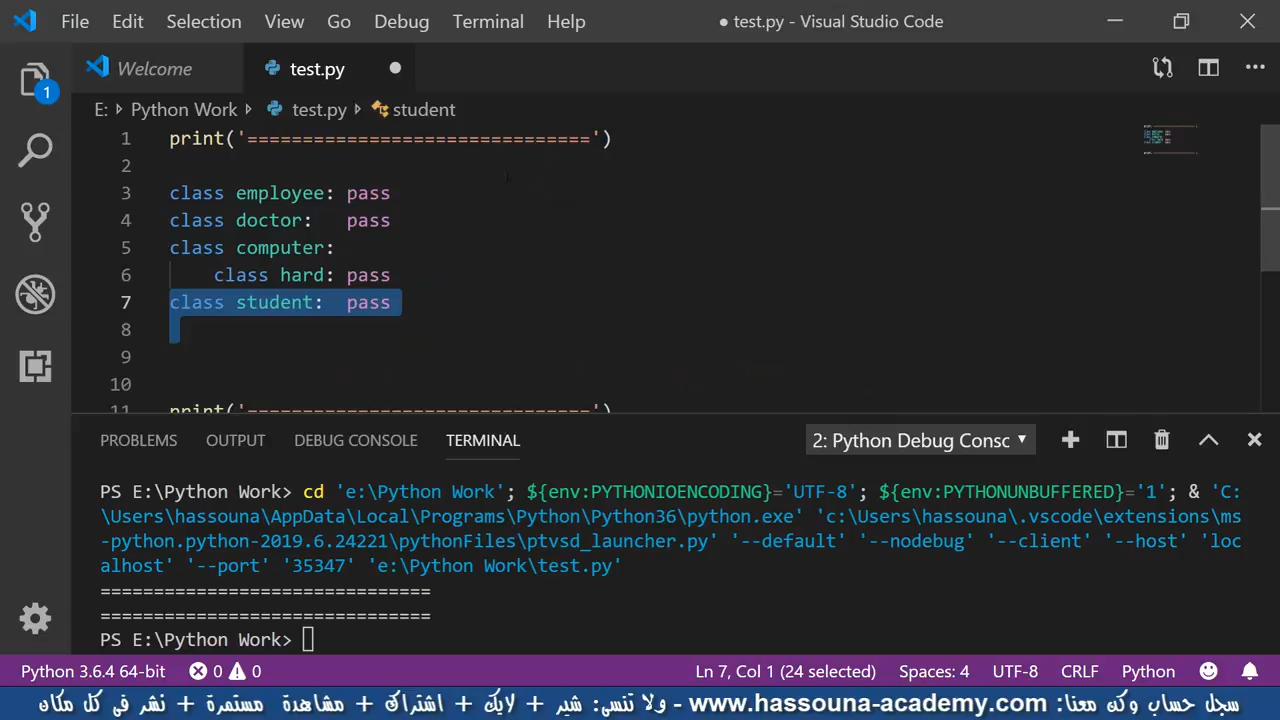 File Edit Selection View Go Debug Terminal Help ● test.py - Visual Studio Code
Welcome test.py
E: Python Work test.py student
1 print('===============================')
2
3 class employee: pass
4 class doctor:   pass
5 class computer:
6     class hard: pass
7 class student:  pass
8
9
10
11 print('===============================')
1
PROBLEMS OUTPUT DEBUG CONSOLE TERMINAL 2: Python Debug Consc
PS E:\Python Work> cd 'e:\Python Work'; ${env:PYTHONIOENCODING}='UTF-8'; ${env:PYTHONUNBUFFERED}='1'; & 'C:
\Users\hassouna\AppData\Local\Programs\Python\Python36\python.exe' 'c:\Users\hassouna\.vscode\extensions\ms
-python.python-2019.6.24221\pythonFiles\ptvsd_launcher.py' '--default' '--nodebug' '--client' '--host' 'loc
alhost' '--port' '35347' 'e:\Python Work\test.py'
==============================
==============================
PS E:\Python Work>
Python 3.6.4 64-bit 0 0 Ln 7, Col 1 (24 selected) Spaces: 4 UTF-8 CRLF Python
سجل حساب وكن معنا: www.hassouna-academy.com - ولا تنسى: شير + لايك + اشتراك + مشاهدة مستمرة + نشر فى كل مكان